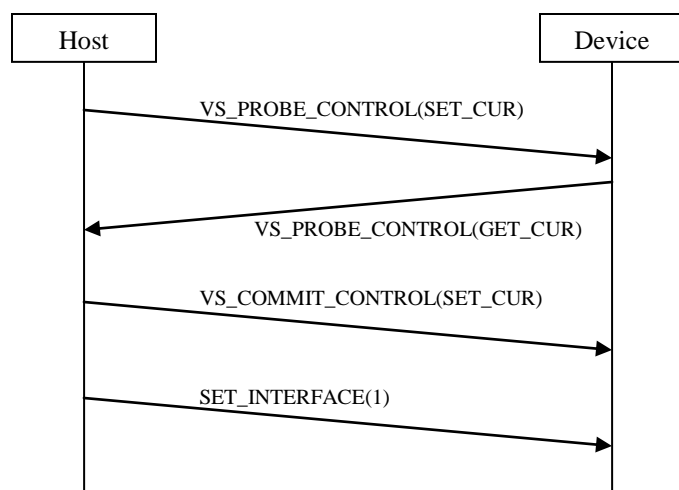 Host
Device
VS_PROBE_CONTROL(SET_CUR)
VS_PROBE_CONTROL(GET_CUR)
VS_COMMIT_CONTROL(SET_CUR)
SET_INTERFACE(1)